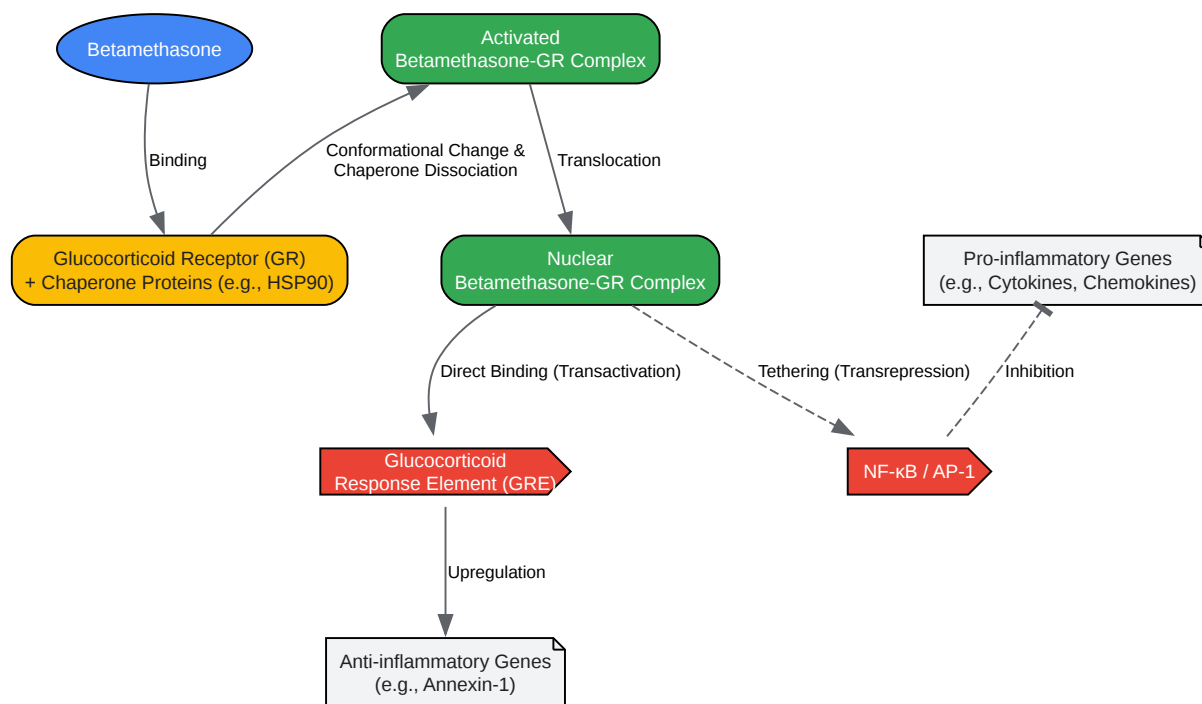 Betamethasone
Activated
Betamethasone-GR Complex
Binding
Conformational Change &
Chaperone Dissociation
Translocation
Glucocorticoid Receptor (GR)
+ Chaperone Proteins (e.g., HSP90)
Nuclear
Betamethasone-GR Complex
Pro-inflammatory Genes
(e.g., Cytokines, Chemokines)
Direct Binding (Transactivation)
Tethering (Transrepression)
Inhibition
Glucocorticoid
Response Element (GRE)
NF-κB / AP-1
Upregulation
Anti-inflammatory Genes
(e.g., Annexin-1)